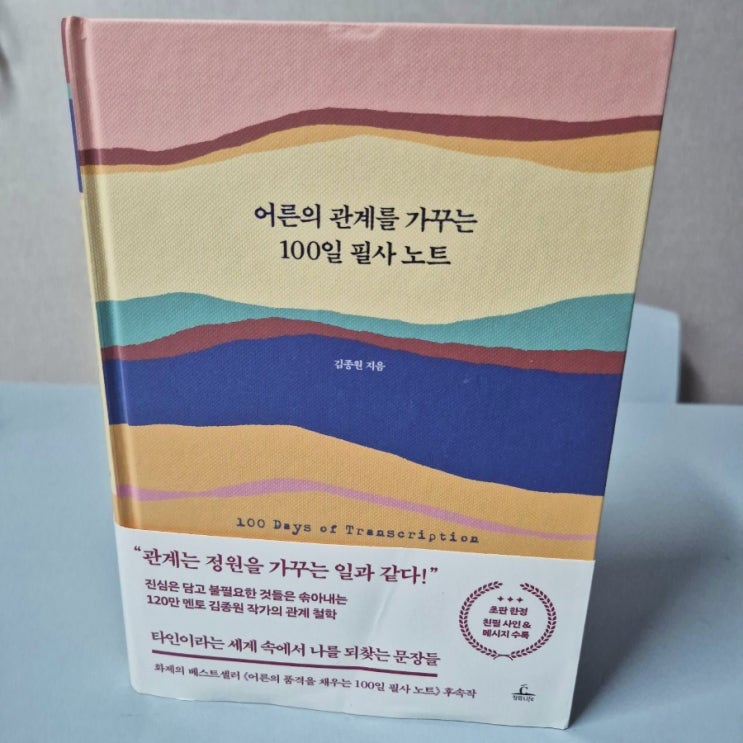 어른의 관계를 가꾸는
100일 필사 노트
김종원 지음
100 Days of Transcription
“관계는 정원을 가꾸는 일과 같다!”
진심은 담고 불필요한 것들은 솎아내는
120만 멘토 김종원 작가의 관계 철학
타인이라는 세계 속에서 나를 되찾는 문장들
화제의 베스트셀러 《어른의 품격을 채우는 100일 필사 노트》 후속작
초판 한정
친필 사인 &
메시지 수록